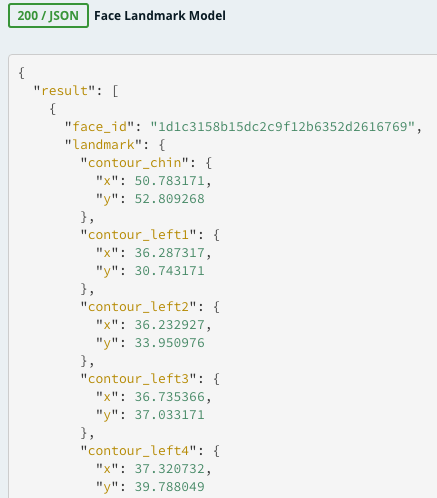 200 / JSON Face Landmark Model
{
"result": [
{
"face_id": "1d1c3158b15dc2c9f12b6352d2616769",
"landmark": {
"contour_chin": {
"x": 50.783171,
"y": 52.809268
},
"contour_left1": {
"x": 36.287317,
"y": 30.743171
},
"contour_left2": {
"x": 36.232927,
"y": 33.950976
},
"contour_left3": {
"x": 36.735366,
"y": 37.033171
},
"contour_left4": {
"x": 37.320732,
"y": 39.788049